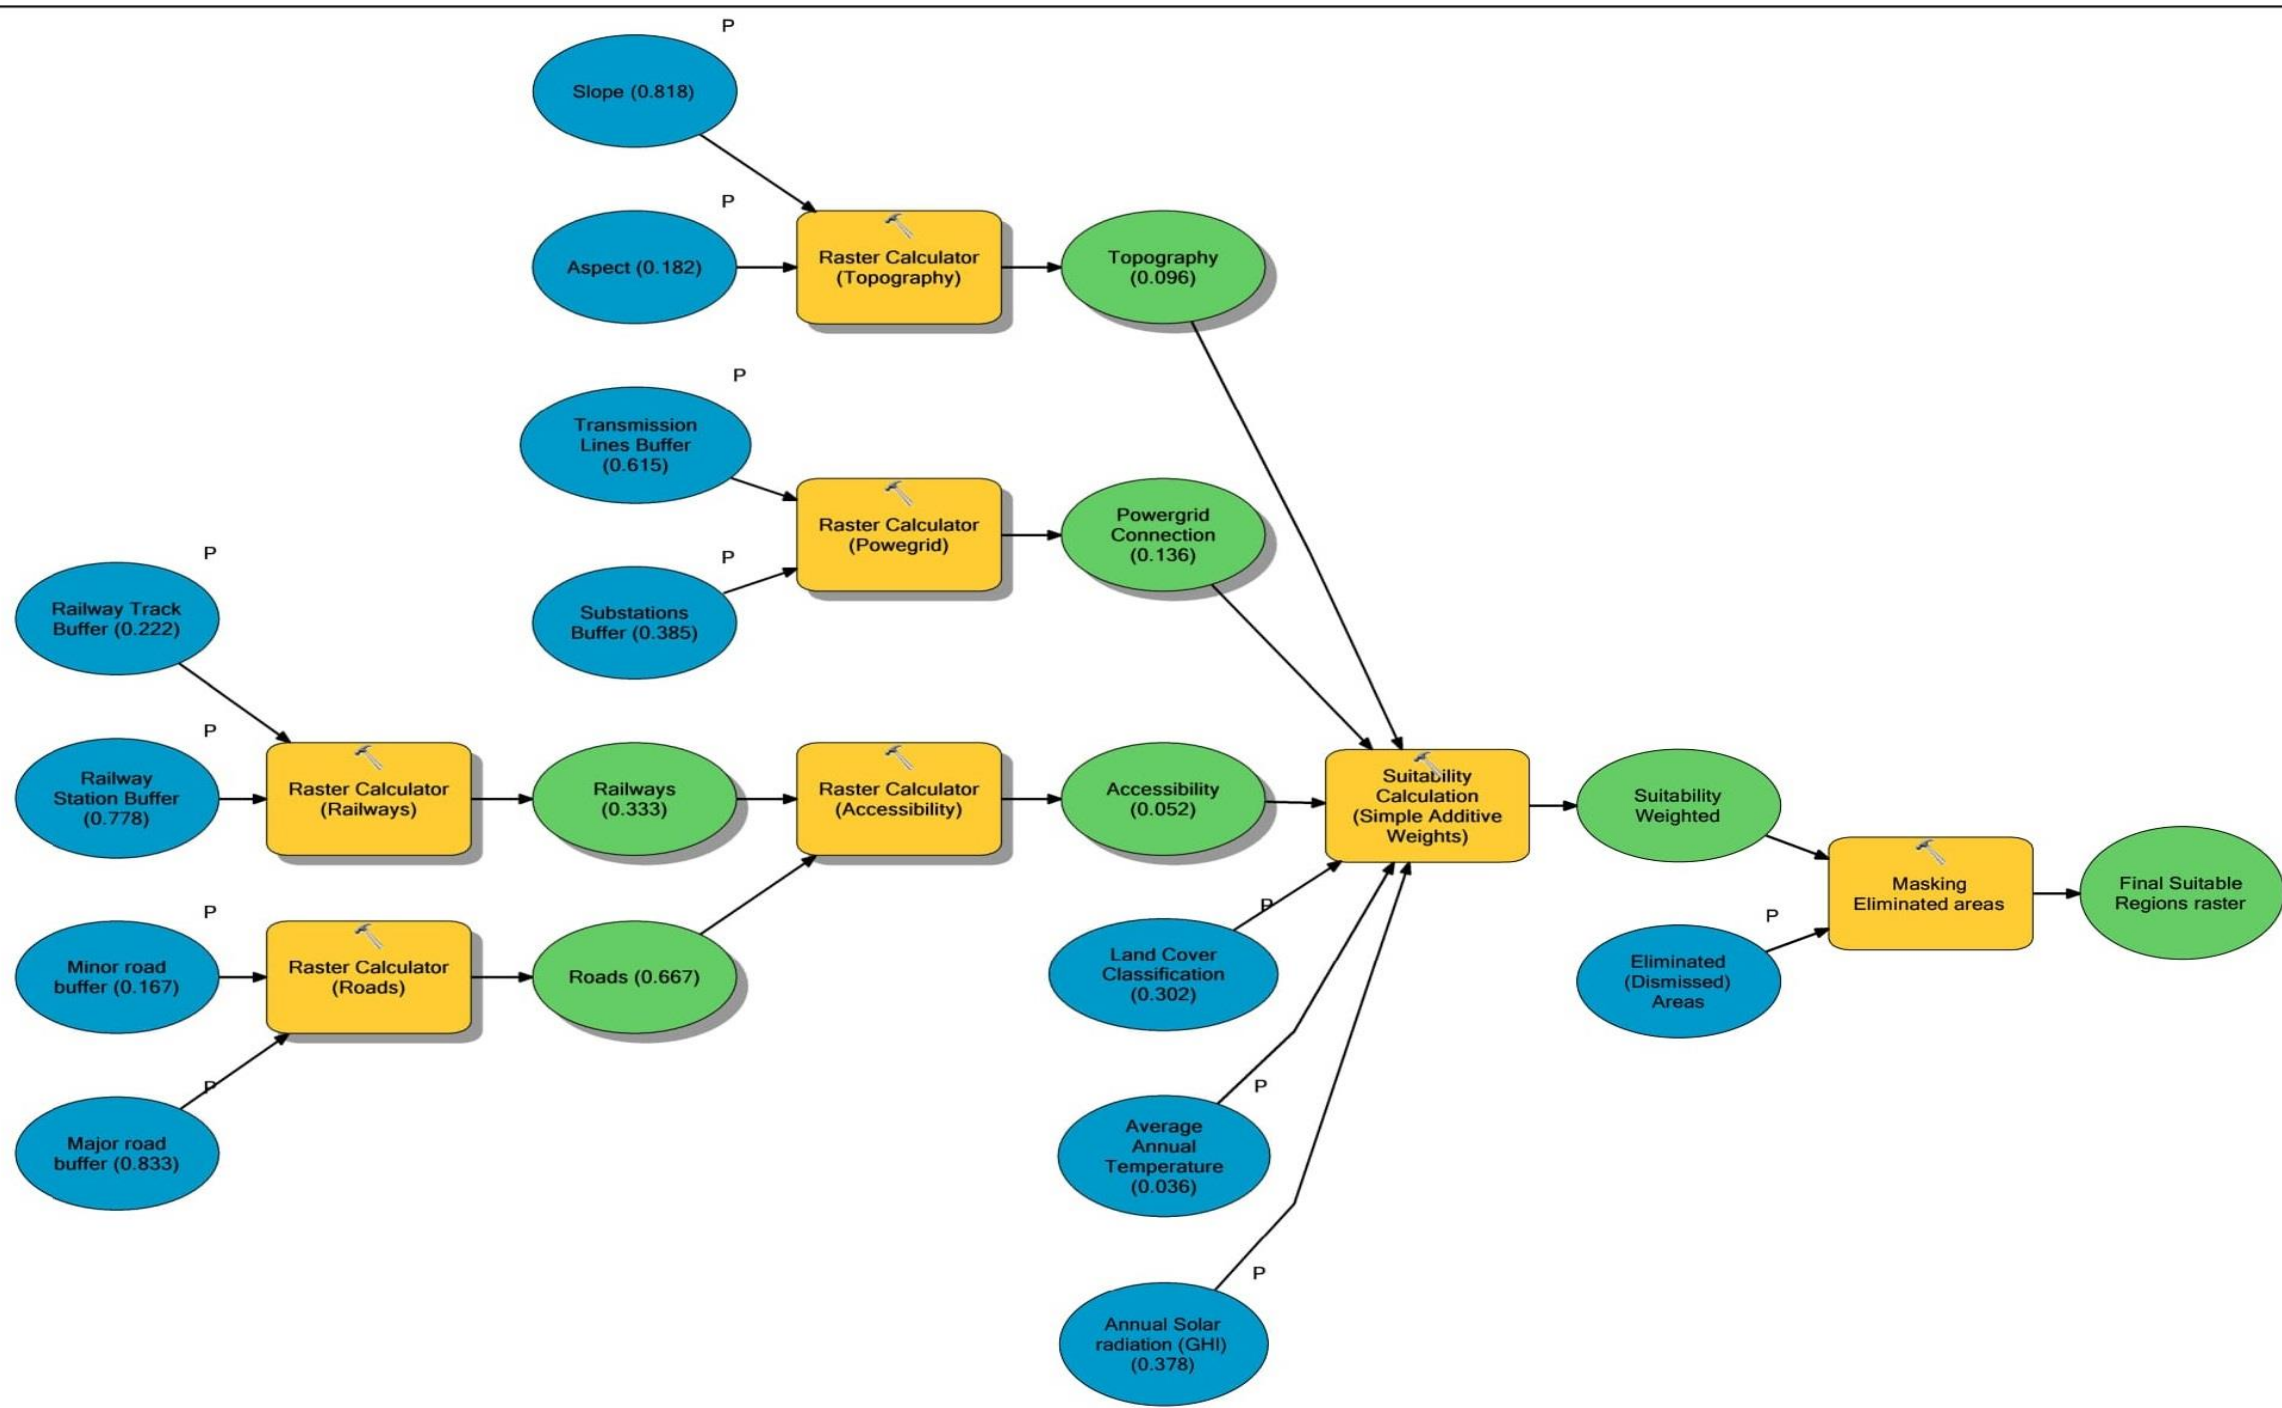 P
Slope (0.818)
P
Aspect (0.182)
Raster Calculator
(Topography)
Topography
(0.096)
P
Transmission
Lines Buffer
(0.615)
P
Substations
Buffer (0.385)
Raster Calculator
(Powegrid)
Powergrid
Connection
(0.136)
P
Railway Track
Buffer (0.222)
P
Railway
Station Buffer
(0.778)
Raster Calculator
(Railways)
Railways
(0.333)
Raster Calculator
(Accessibility)
Accessibility
(0.052)
P
Minor road
buffer (0.167)
Raster Calculator
(Roads)
Roads (0.667)
P
Major road
buffer (0.833)
P
Land Cover
Classification
(0.302)
P
Average
Annual
Temperature
(0.036)
P
Annual Solar
radiation (GHI)
(0.378)
Suitability
Calculation
(Simple Additive
Weights)
Suitability
Weighted
P
Eliminated
(Dismissed)
Areas
Masking
Eliminated areas
Final Suitable
Regions raster